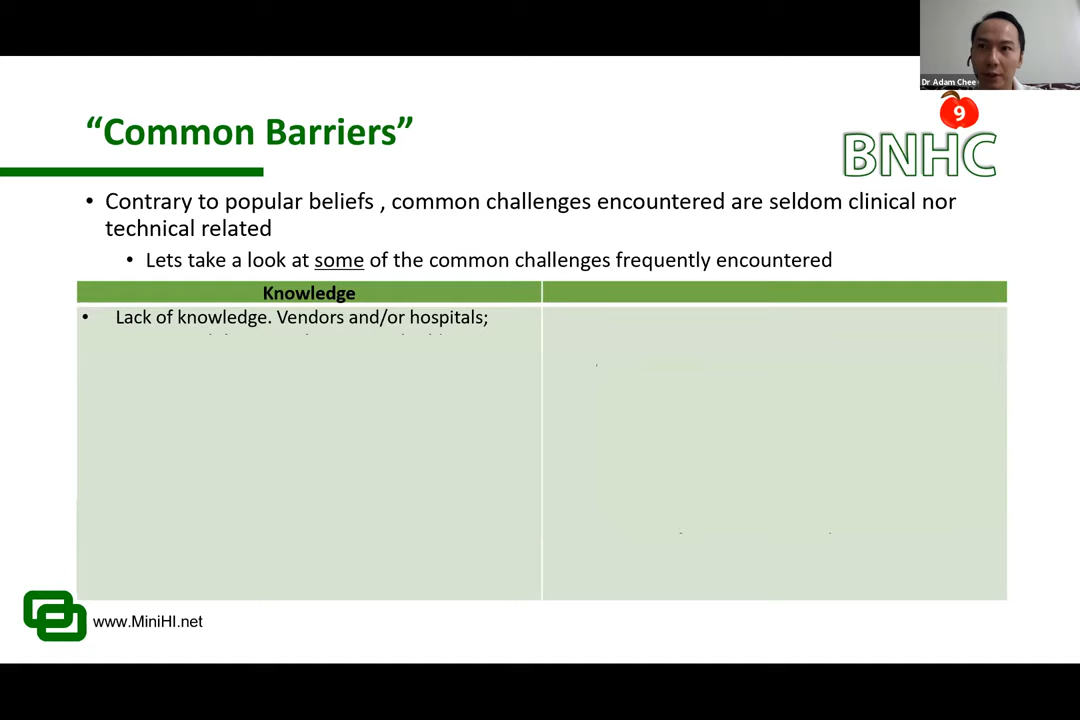 Dr Adam Chee
“Common Barriers”
9
BNHC
• Contrary to popular beliefs , common challenges encountered are seldom clinical nor
technical related
• Lets take a look at some of the common challenges frequently encountered
Knowledge
• Lack of knowledge. Vendors and/or hospitals;
www.MiniHI.net